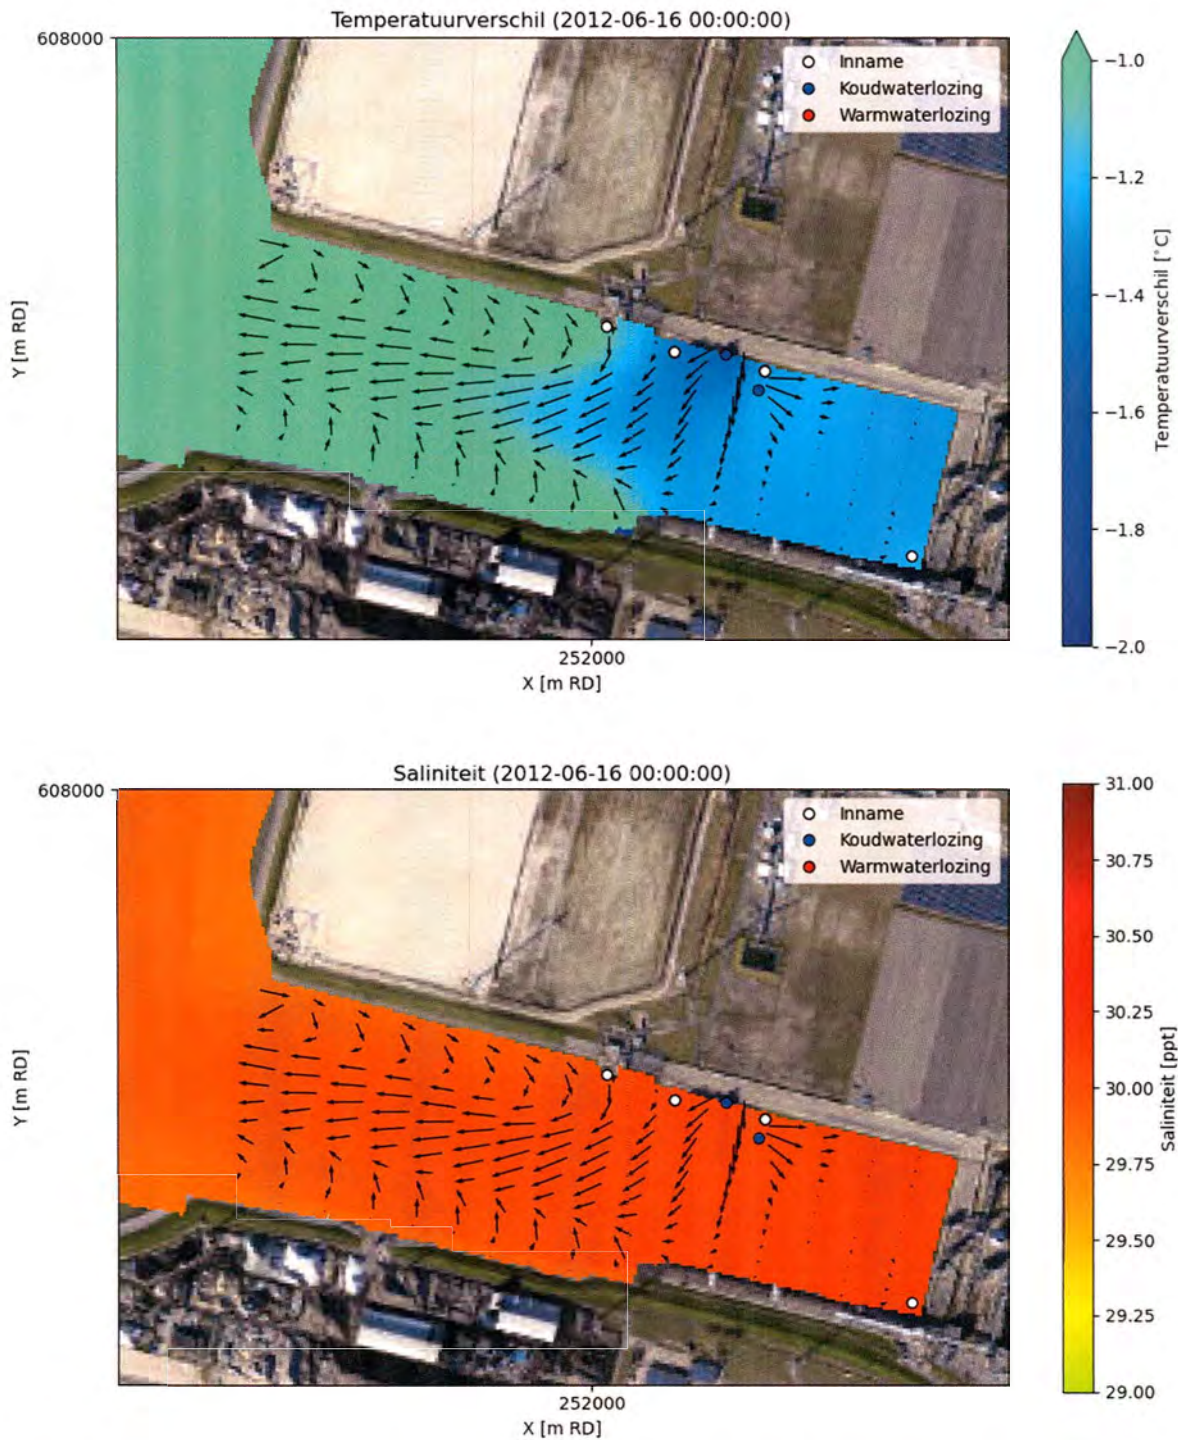 Temperatuurverschil (2012-06-16 00:00:00)
608000
Inname
Koudwaterlozing
Warmwaterlozing
Y [m RD]
252000
X [m RD]
−1.0
−1.2
−1.4
−1.6
−1.8
−2.0
Temperatuurverschil [°C]
Saliniteit (2012-06-16 00:00:00)
608000
Inname
Koudwaterlozing
Warmwaterlozing
Y [m RD]
252000
X [m RD]
31.00
30.75
30.50
30.25
30.00
29.75
29.50
29.25
29.00
Saliniteit [ppt]